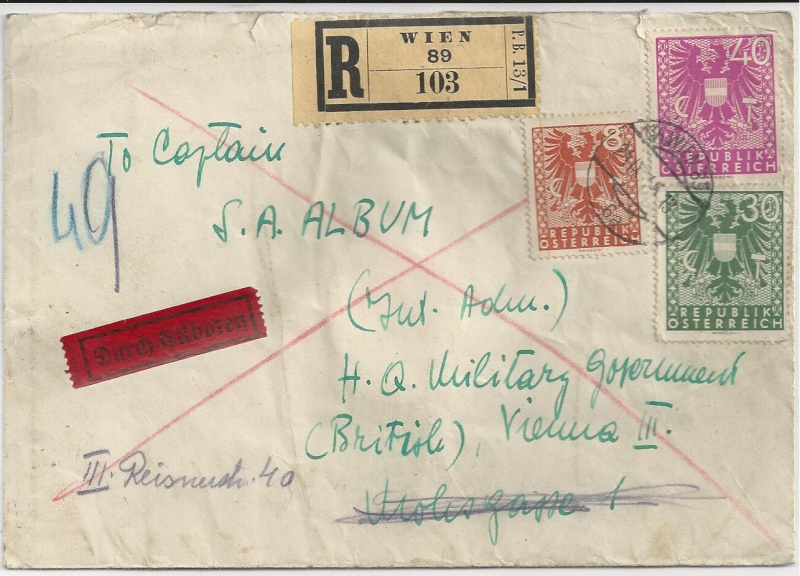 WIEN
89
103
R
P.B. 13/1
40
REPUBLIK
ÖSTERREICH
8
REPUBLIK
ÖSTERREICH
30
REPUBLIK
ÖSTERREICH
To Captain
S. A. ALBUM
49
(Int. Adm.)
Durch Eilboten
H. Q. Military Government
(British), Vienna III.
III. Reisnerstr. 40